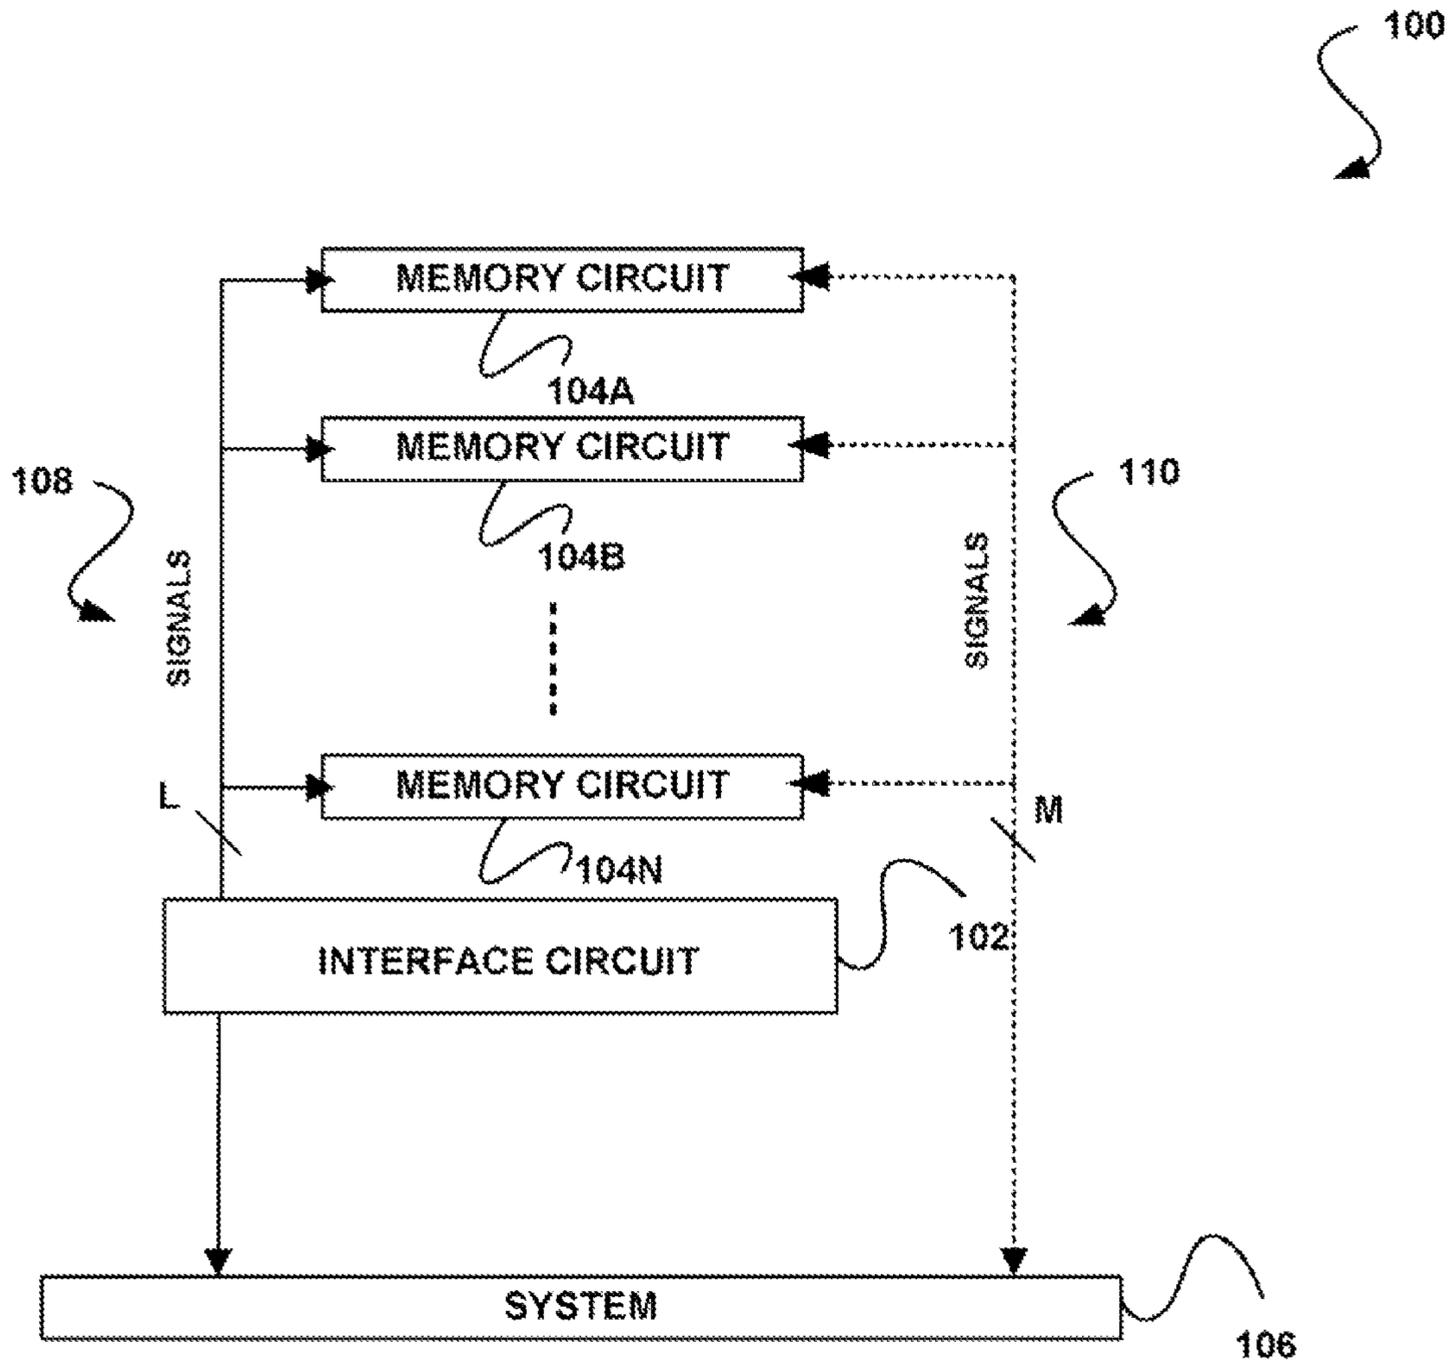 100
MEMORY CIRCUIT
104A
MEMORY CIRCUIT
104B
108
110
SIGNALS
SIGNALS
MEMORY CIRCUIT
L
M
104N
102
INTERFACE CIRCUIT
SYSTEM
106